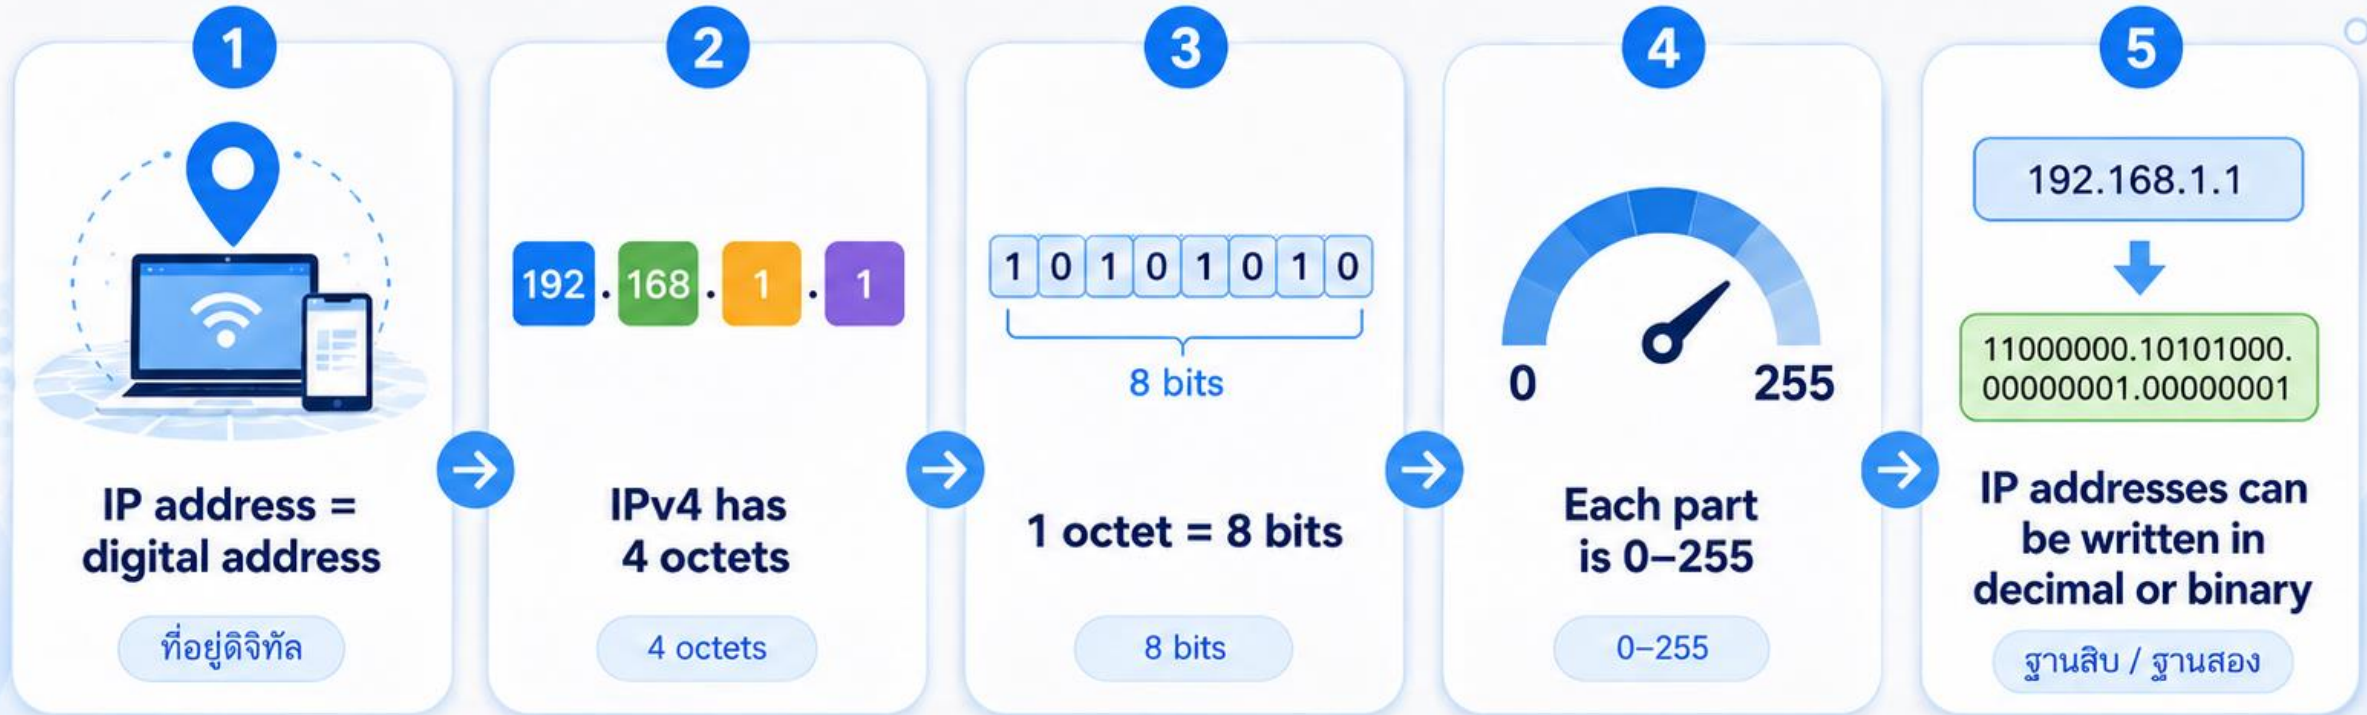 1
IP address =
digital address
ที่อยู่ดิจิทัล
2
192.168.1.1
IPv4 has
4 octets
4 octets
3
1 0 1 0 1 0 1 0
8 bits
1 octet = 8 bits
8 bits
4
0 255
Each part
is 0–255
0–255
5
192.168.1.1
11000000.10101000.
00000001.00000001
IP addresses can
be written in
decimal or binary
ฐานสิบ / ฐานสอง